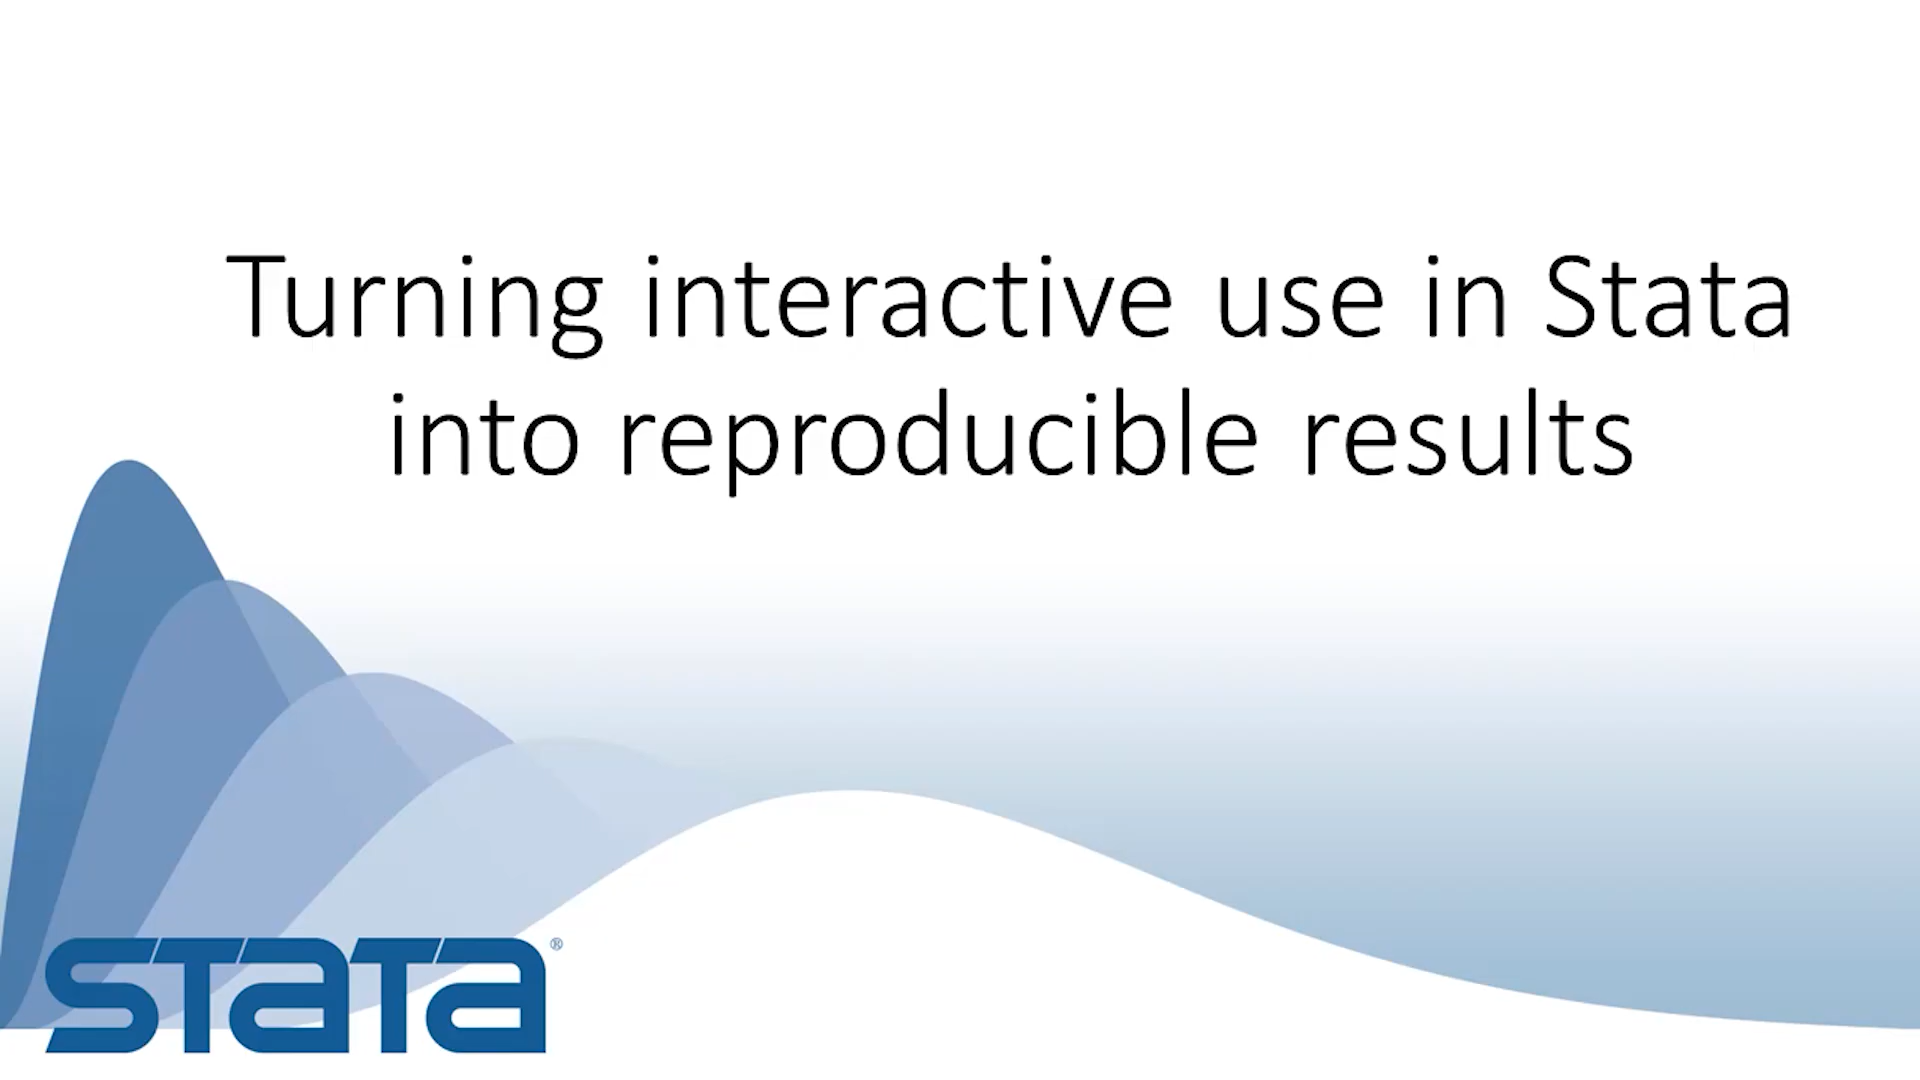 Turning interactive use in Stata
into reproducible results
STATA®